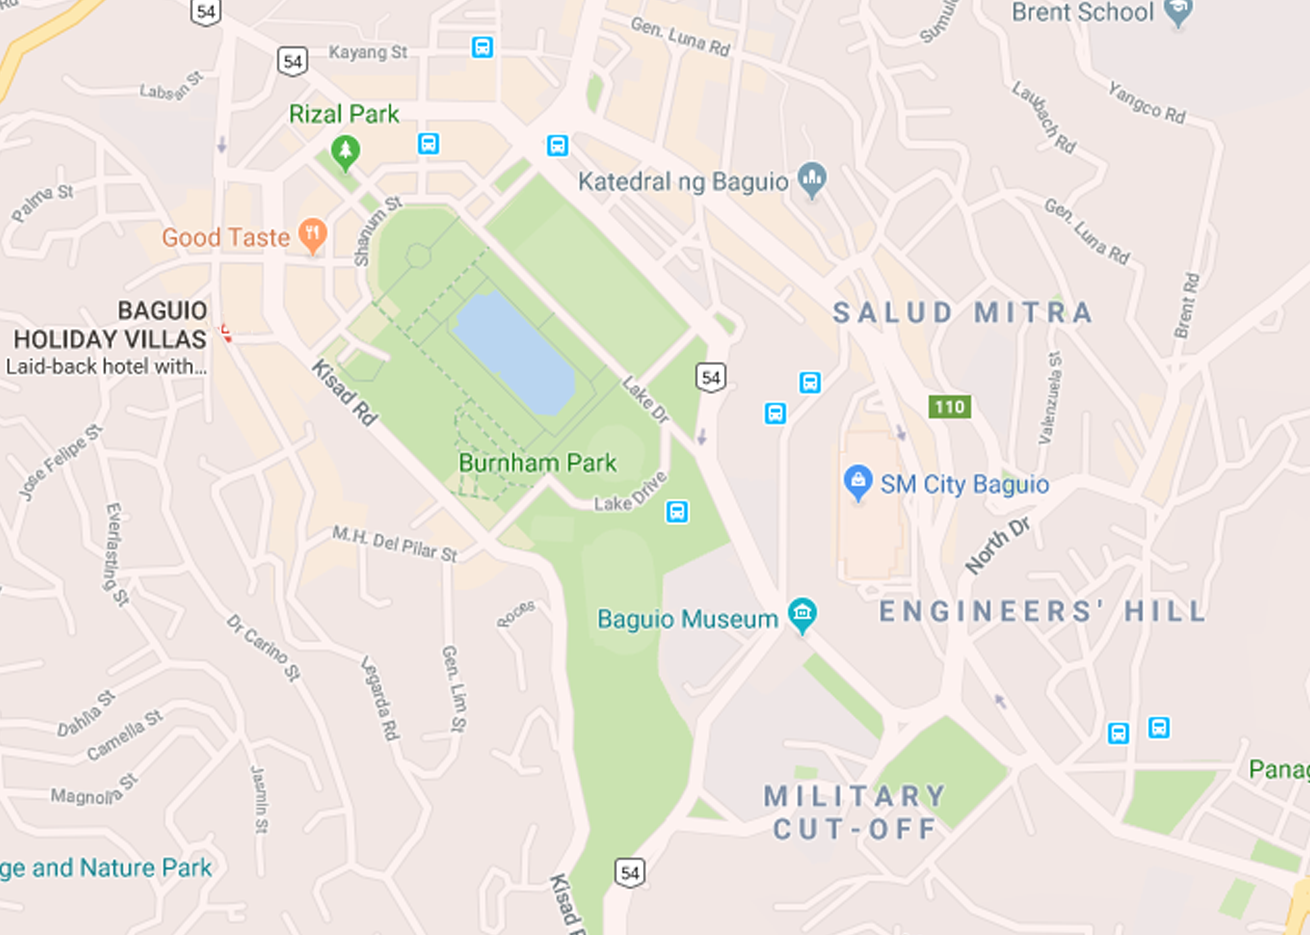 54
Brent School
Gen. Luna Rd
54
Kayang St
Labsan St
Yangco Rd
Laubach Rd
Rizal Park
Katedral ng Baguio
Palma St
Shanum St
Gen. Luna Rd
Good Taste
BAGUIO
HOLIDAY VILLAS
Laid-back hotel with...
SALUD MITRA
Brent Rd
Kisad Rd
Lake Dr
54
110
Valenzuela St
Jose Felipe St
Burnham Park
Lake Drive
SM City Baguio
Everlasting St
M.H. Del Pilar St
North Dr
Roces
Baguio Museum
ENGINEERS' HILL
Dr Carino St
Legarda Rd
Gen. Lim St
Dahlia St
Camella St
Magnolia St
Jasmin St
MILITARY
CUT-OFF
Panag
ge and Nature Park
54
Kisad R